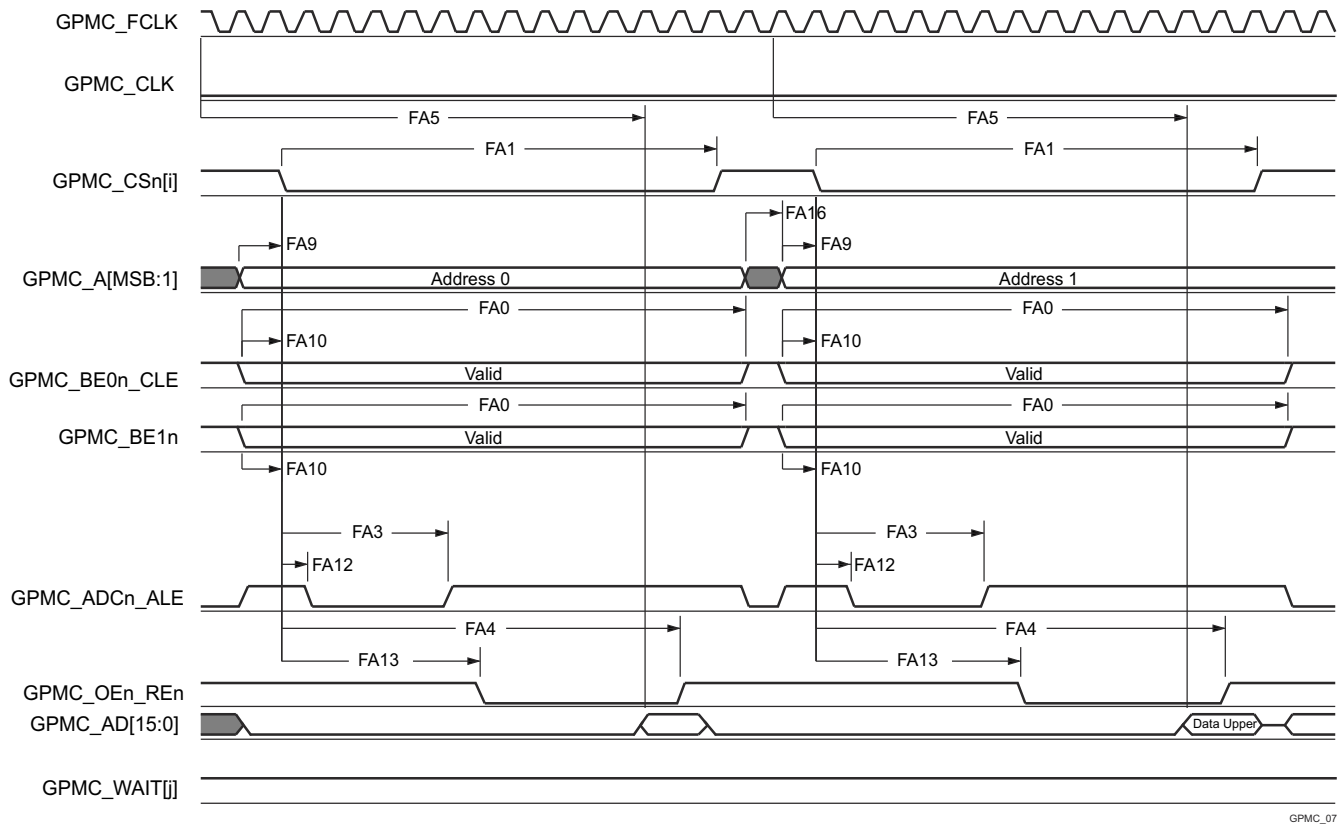 GPMC_FCLK
GPMC_CLK
FA5 FA5
FA1 FA1
GPMC_CSn[i]
FA16
FA9 FA9
GPMC_A[MSB:1] Address 0 Address 1
FA0 FA0
FA10 FA10
GPMC_BE0n_CLE Valid Valid
FA0 FA0
GPMC_BE1n Valid Valid
FA10 FA10
FA3 FA3
FA12 FA12
GPMC_ADCn_ALE
FA4 FA4
FA13 FA13
GPMC_OEn_REn
GPMC_AD[15:0] Data Upper
GPMC_WAIT[j]
GPMC_07